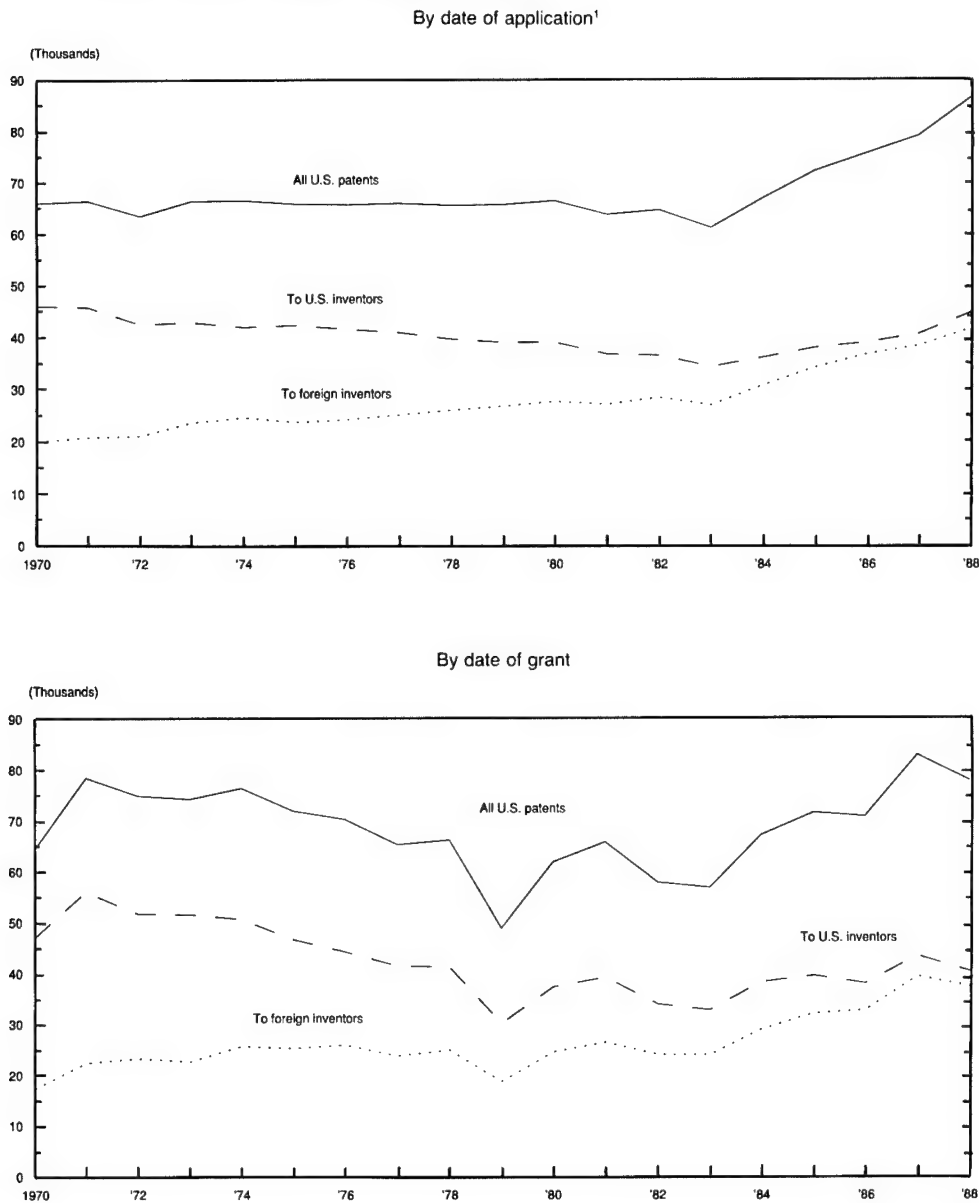 By date of application¹
(Thousands)
90
80
70
60
50
40
30
20
10
0
All U.S. patents
To U.S. inventors
To foreign inventors
1970 '72 '74 '76 '78 '80 '82 '84 '86 '88
By date of grant
(Thousands)
90
80
70
60
50
40
30
20
10
0
All U.S. patents
To U.S. inventors
To foreign inventors
1970 '72 '74 '76 '78 '80 '82 '84 '86 '88